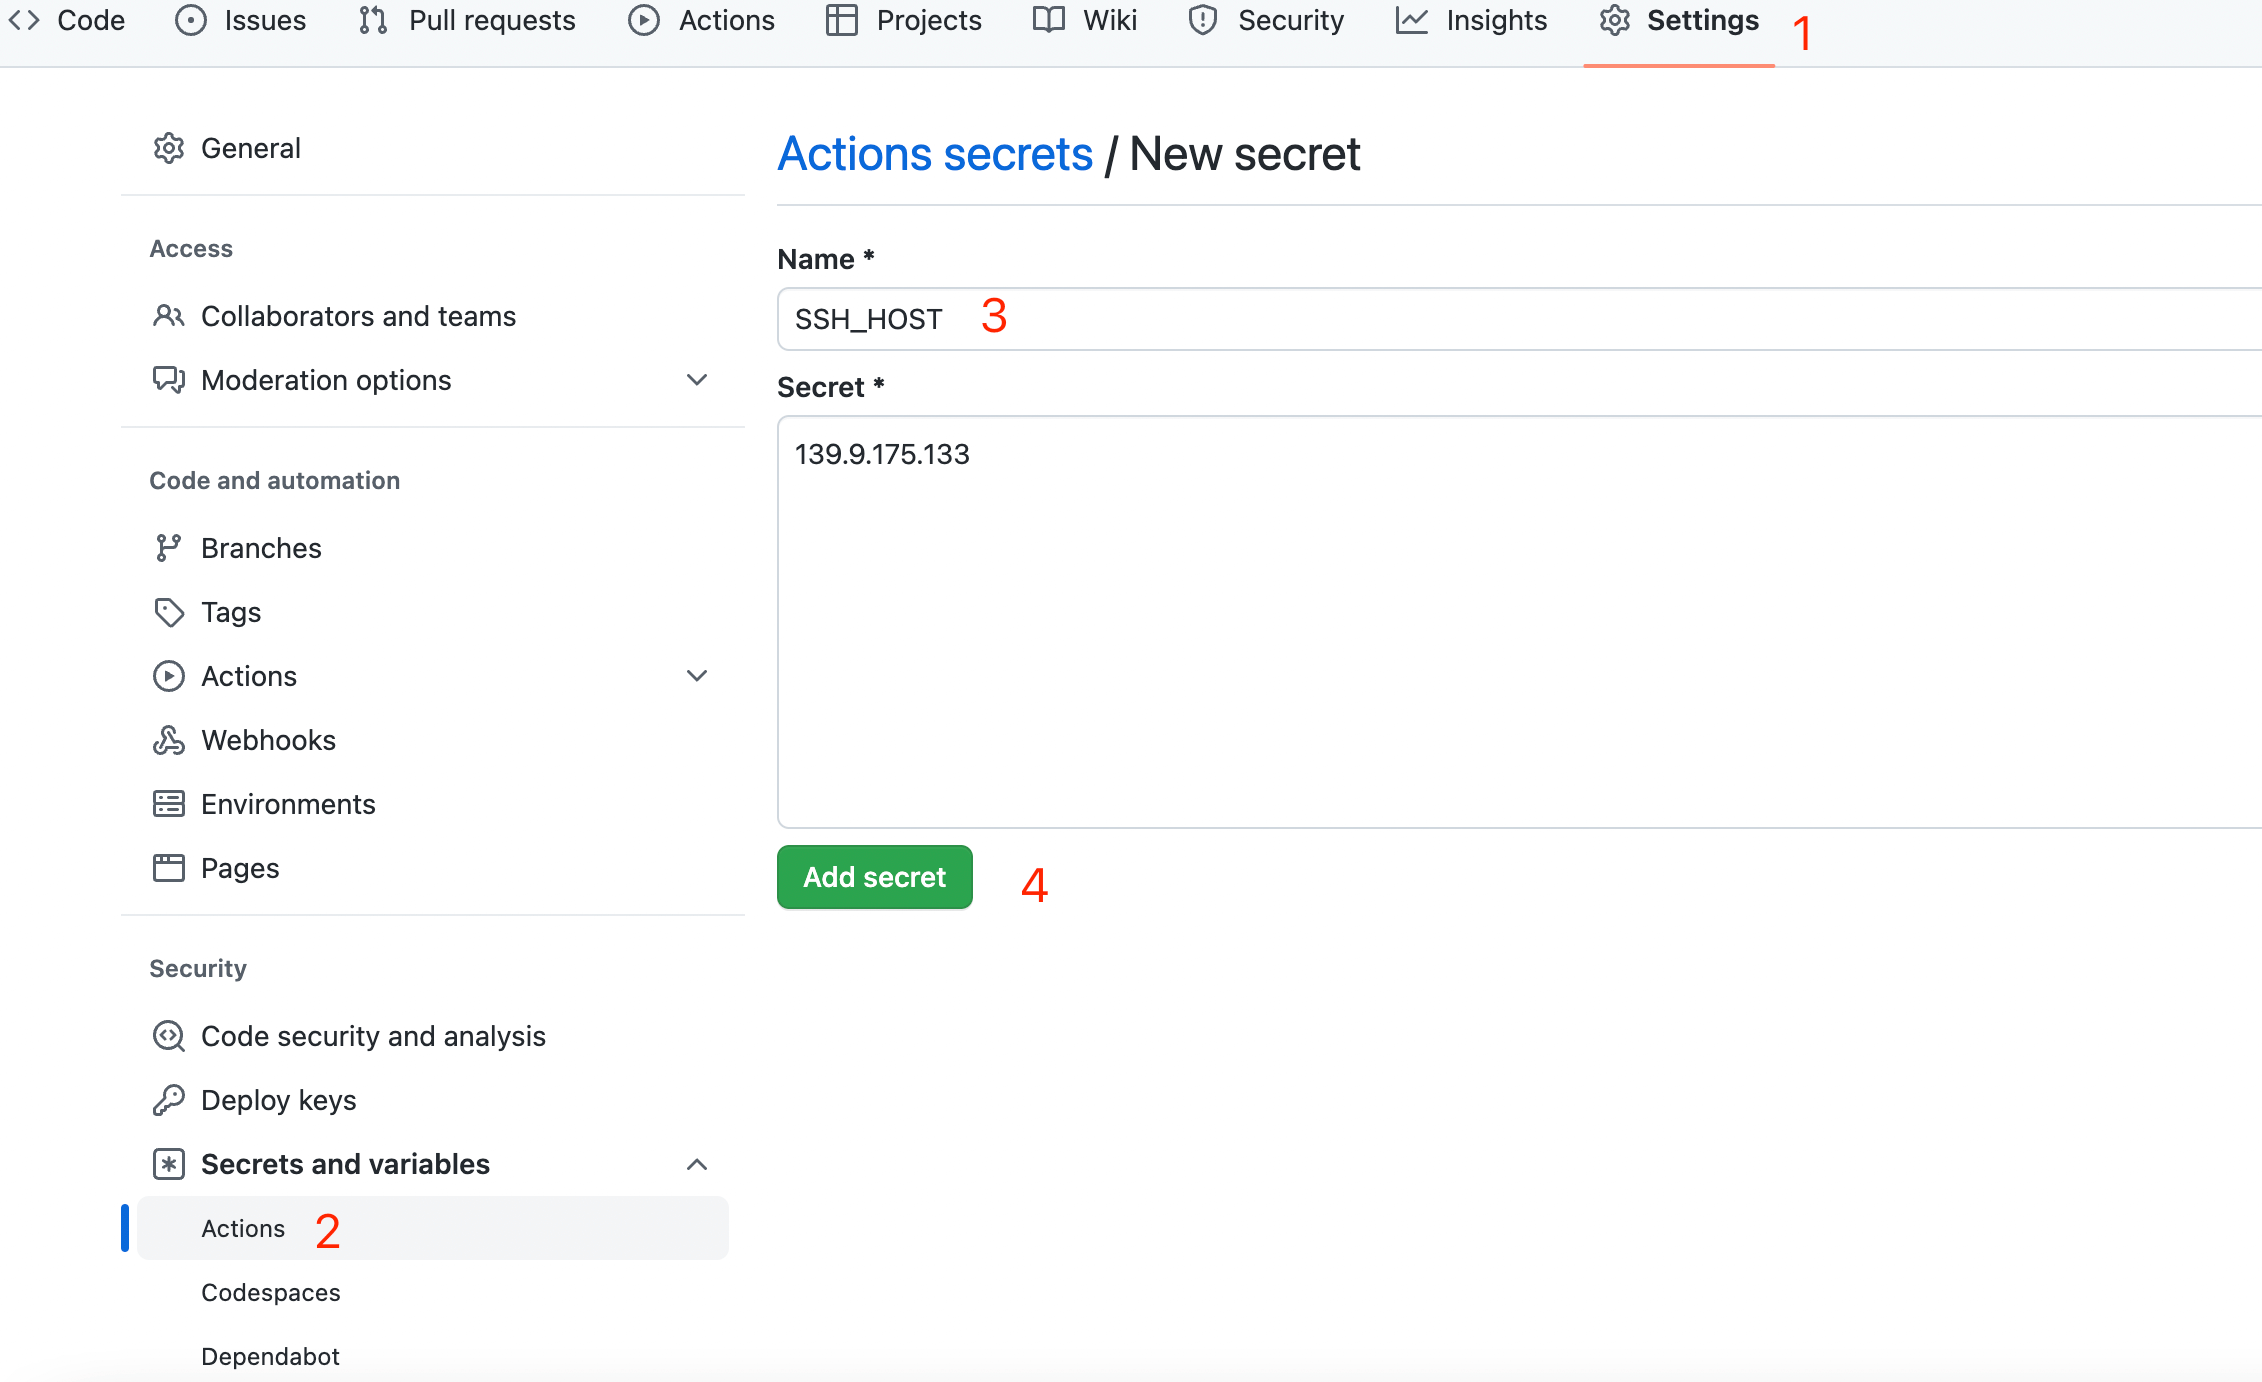 Code Issues Pull requests Actions Projects Wiki Security Insights Settings 1
General
Access
Collaborators and teams
Moderation options
Code and automation
Branches
Tags
Actions
Webhooks
Environments
Pages
Security
Code security and analysis
Deploy keys
Secrets and variables
Actions 2
Codespaces
Dependabot
Actions secrets / New secret
Name *
SSH_HOST 3
Secret *
139.9.175.133
Add secret 4